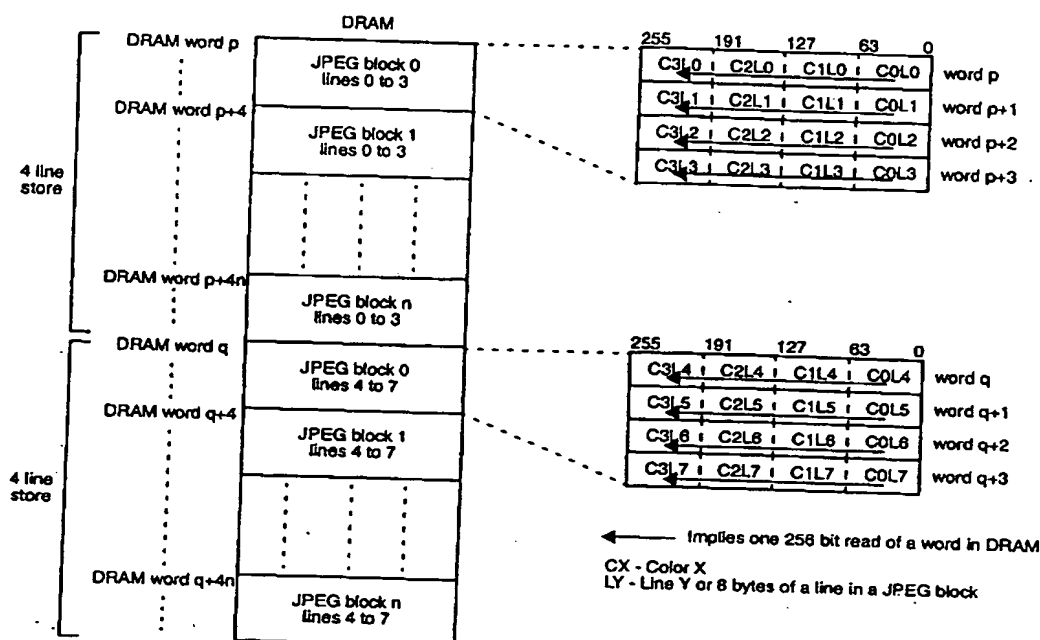 DRAM
DRAM word p
JPEG block 0
lines 0 to 3
DRAM word p+4
JPEG block 1
lines 0 to 3
4 line
store
DRAM word p+4n
JPEG block n
lines 0 to 3
DRAM word q
JPEG block 0
lines 4 to 7
DRAM word q+4
JPEG block 1
lines 4 to 7
4 line
store
DRAM word q+4n
JPEG block n
lines 4 to 7
255 191 127 63 0
C3L0 C2L0 C1L0 C0L0 word p
C3L1 C2L1 C1L1 C0L1 word p+1
C3L2 C2L2 C1L2 C0L2 word p+2
C3L3 C2L3 C1L3 C0L3 word p+3
255 191 127 63 0
C3L4 C2L4 C1L4 C0L4 word q
C3L5 C2L5 C1L5 C0L5 word q+1
C3L6 C2L6 C1L6 C0L6 word q+2
C3L7 C2L7 C1L7 C0L7 word q+3
Implies one 256 bit read of a word in DRAM
CX - Color X
LY - Line Y or 8 bytes of a line in a JPEG block